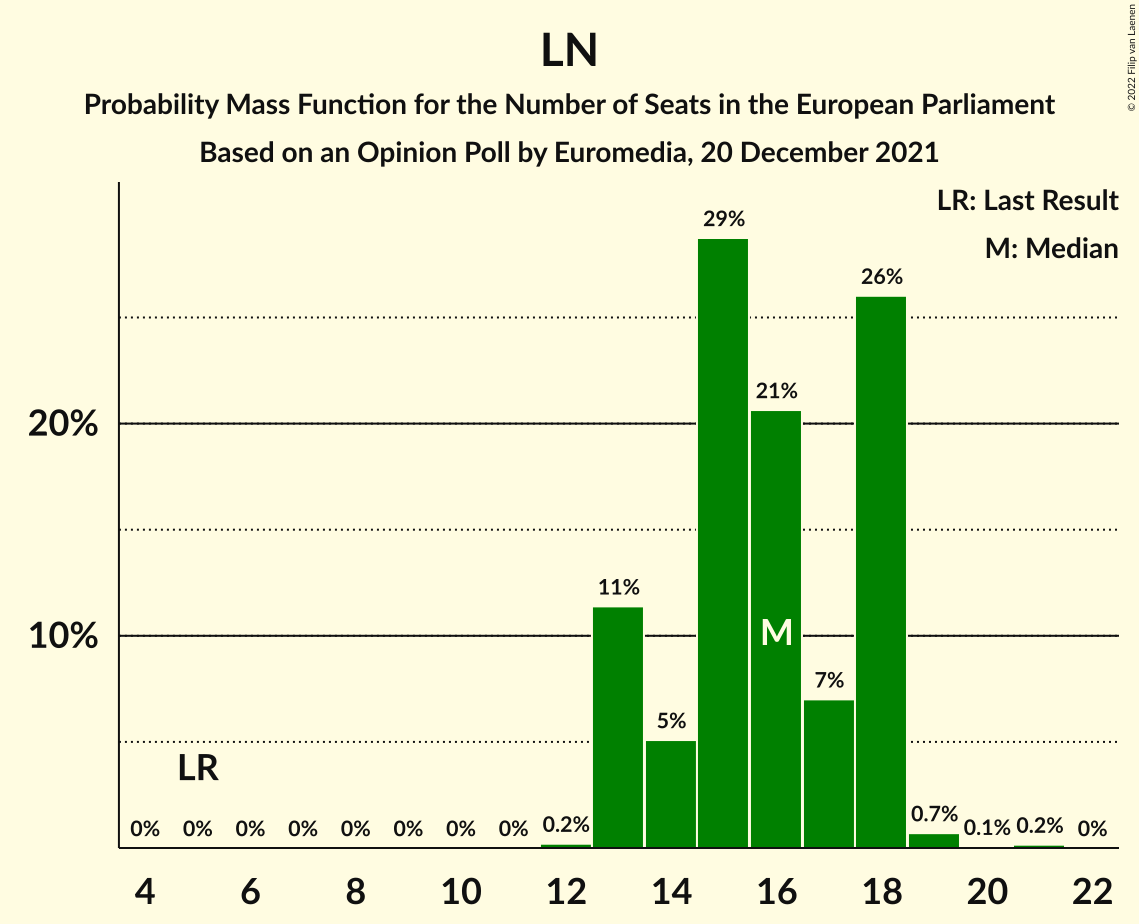 LN
Probability Mass Function for the Number of Seats in the European Parliament
Based on an Opinion Poll by Euromedia, 20 December 2021
© 2022 Filip van Laenen
LR: Last Result
M: Median
29%
26%
21%
20%
11%
10%
M
7%
5%
LR
0% 0% 0% 0% 0% 0% 0% 0% 0.2% 0.7% 0.1% 0.2% 0%
4 6 8 10 12 14 16 18 20 22